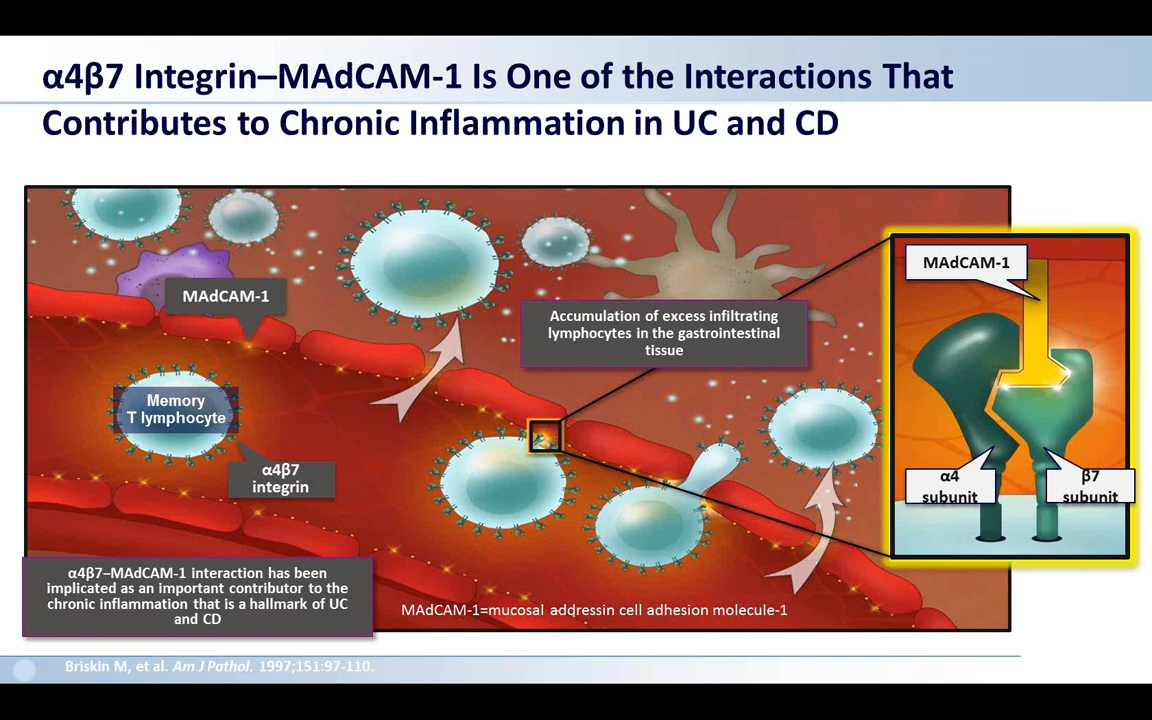 α4β7 Integrin–MAdCAM-1 Is One of the Interactions That
Contributes to Chronic Inflammation in UC and CD
MAdCAM-1
Accumulation of excess infiltrating
lymphocytes in the gastrointestinal
tissue
MAdCAM-1
Memory
T lymphocyte
α4β7
integrin
α4
subunit
β7
subunit
α4β7–MAdCAM-1 interaction has been
implicated as an important contributor to the
chronic inflammation that is a hallmark of UC
and CD
MAdCAM-1=mucosal addressin cell adhesion molecule-1
Briskin M, et al. Am J Pathol. 1997;151:97-110.